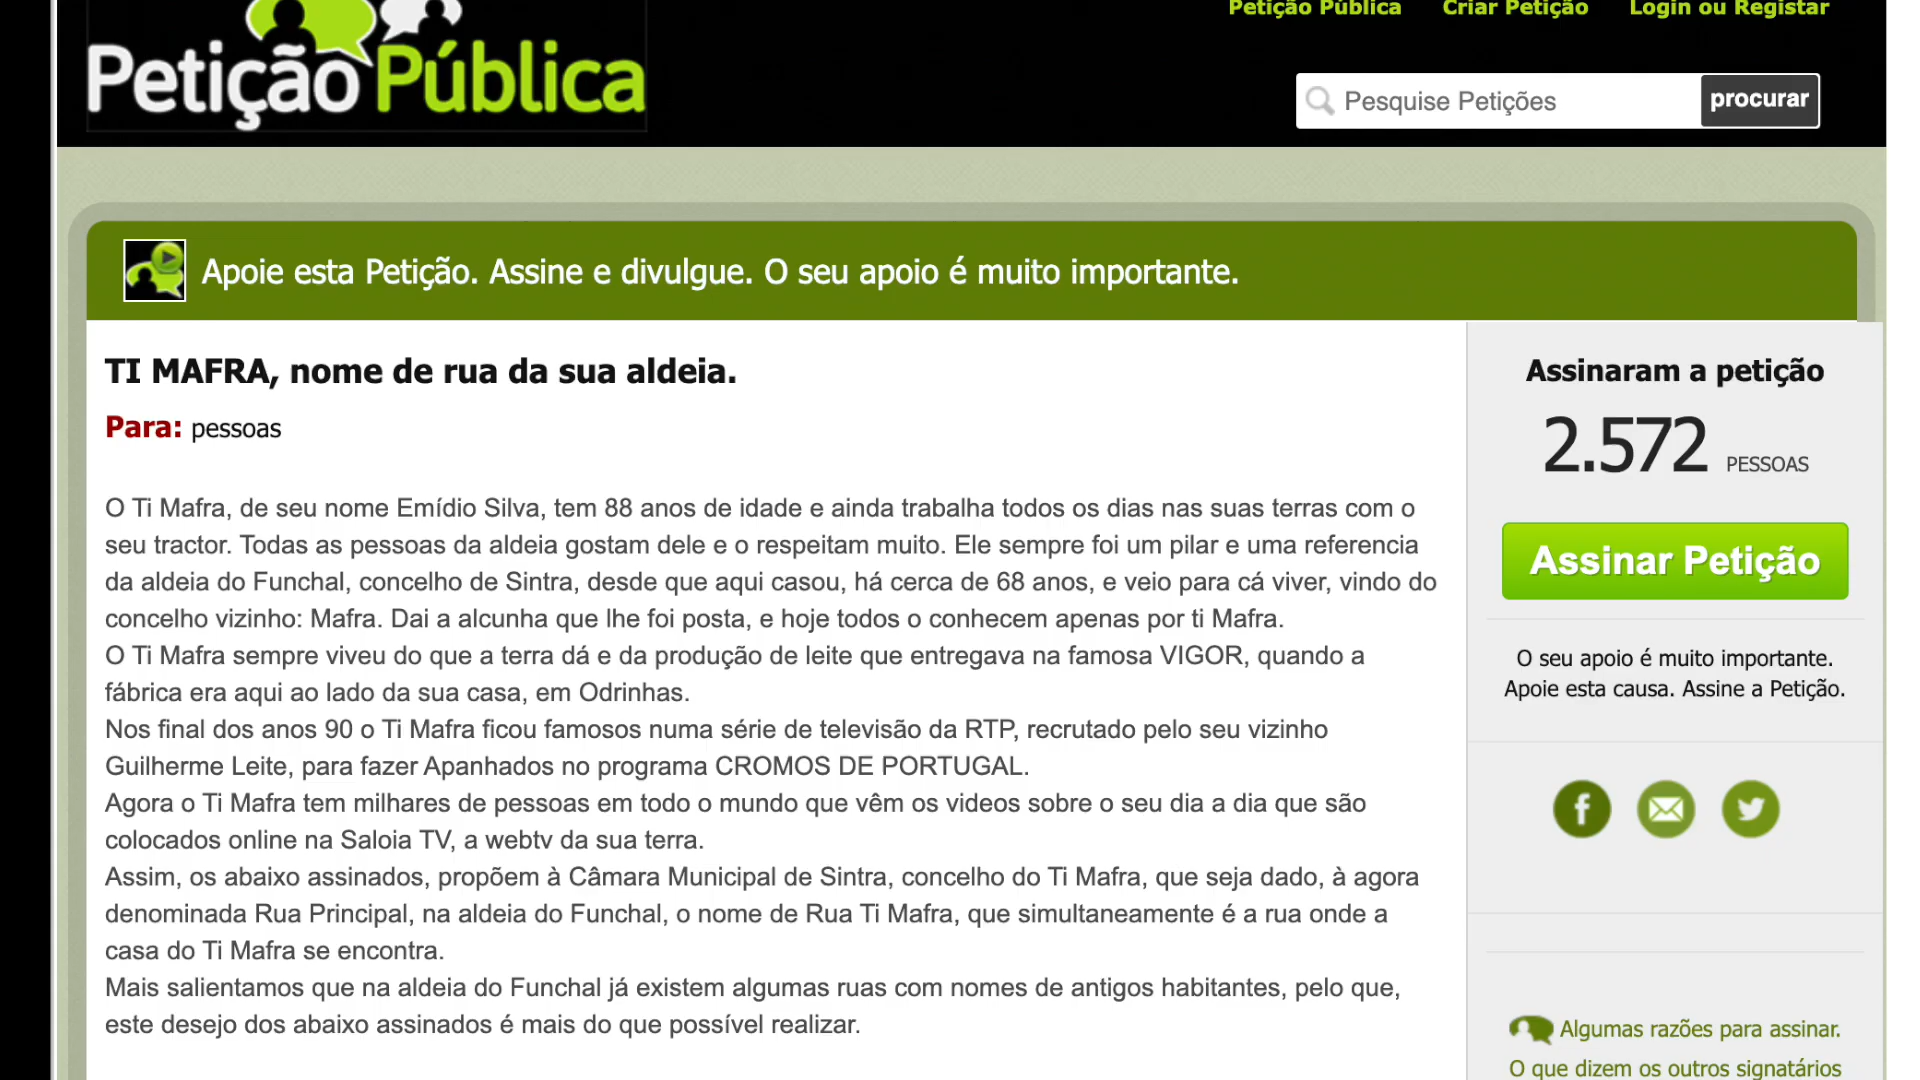 Petição Pública
Criar Petição
Login ou Registar
PetiçãoPública
Pesquise Petições
procurar
Apoie esta Petição. Assine e divulgue. O seu apoio é muito importante.
TI MAFRA, nome de rua da sua aldeia.
Para: pessoas
O Ti Mafra, de seu nome Emídio Silva, tem 88 anos de idade e ainda trabalha todos os dias nas suas terras com o
seu tractor. Todas as pessoas da aldeia gostam dele e o respeitam muito. Ele sempre foi um pilar e uma referencia
da aldeia do Funchal, concelho de Sintra, desde que aqui casou, há cerca de 68 anos, e veio para cá viver, vindo do
concelho vizinho: Mafra. Dai a alcunha que lhe foi posta, e hoje todos o conhecem apenas por ti Mafra.
O Ti Mafra sempre viveu do que a terra dá e da produção de leite que entregava na famosa VIGOR, quando a
fábrica era aqui ao lado da sua casa, em Odrinhas.
Nos final dos anos 90 o Ti Mafra ficou famosos numa série de televisão da RTP, recrutado pelo seu vizinho
Guilherme Leite, para fazer Apanhados no programa CROMOS DE PORTUGAL.
Agora o Ti Mafra tem milhares de pessoas em todo o mundo que vêm os videos sobre o seu dia a dia que são
colocados online na Saloia TV, a webtv da sua terra.
Assim, os abaixo assinados, propõem à Câmara Municipal de Sintra, concelho do Ti Mafra, que seja dado, à agora
denominada Rua Principal, na aldeia do Funchal, o nome de Rua Ti Mafra, que simultaneamente é a rua onde a
casa do Ti Mafra se encontra.
Mais salientamos que na aldeia do Funchal já existem algumas ruas com nomes de antigos habitantes, pelo que,
este desejo dos abaixo assinados é mais do que possível realizar.
Assinaram a petição
2.572 PESSOAS
Assinar Petição
O seu apoio é muito importante.
Apoie esta causa. Assine a Petição.
Algumas razões para assinar.
O que dizem os outros signatários